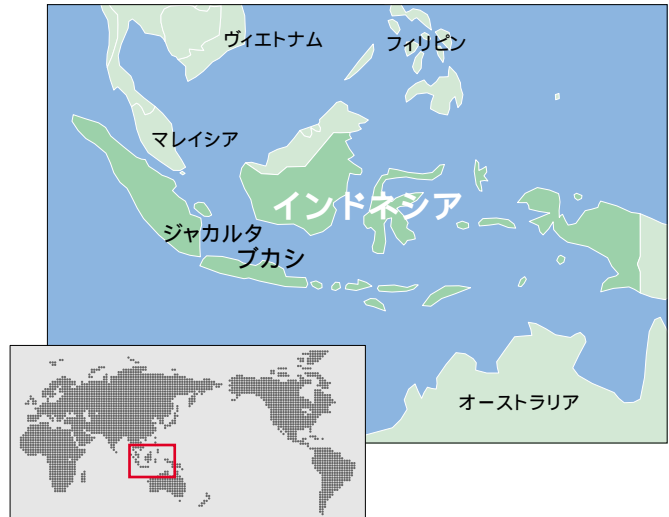 ヴィエトナム
フィリピン
マレイシア
インドネシア
ジャカルタ
ブカシ
オーストラリア